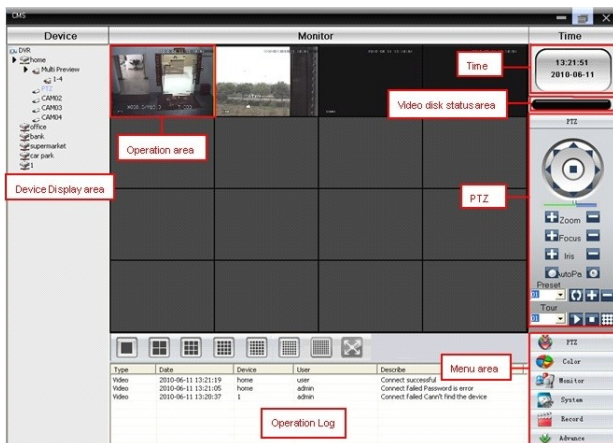 CMS
Device
Monitor
Time
DVR
home
Multi Preview
1-4
PTZ
CAM02
CAM03
CAM04
office
bank
supermarket
car park
1
Device Display area
Operation area
Time
13:21:51
2010-06-11
Video disk status area
PTZ
PTZ
Zoom
Focus
Iris
AutoPa
Preset
01
Tour
01
Menu area
PTZ
Color
Monitor
System
Record
Advance
Type Date Device User Describe
Video 2010-06-11 13:21:19 home user Connect successful
Video 2010-06-11 13:21:05 home admin Connect failed Password is error
Video 2010-06-11 13:20:37 1 admin Connect failed Cann't find the device
Operation Log